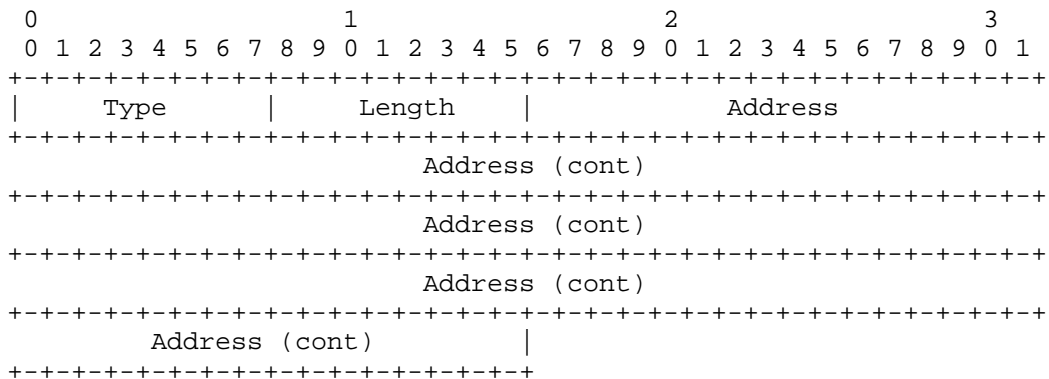 0                   1                   2                   3
 0 1 2 3 4 5 6 7 8 9 0 1 2 3 4 5 6 7 8 9 0 1 2 3 4 5 6 7 8 9 0 1
+-+-+-+-+-+-+-+-+-+-+-+-+-+-+-+-+-+-+-+-+-+-+-+-+-+-+-+-+-+-+-+-+
|     Type      |     Length    |            Address
+-+-+-+-+-+-+-+-+-+-+-+-+-+-+-+-+-+-+-+-+-+-+-+-+-+-+-+-+-+-+-+-+
                          Address (cont)
+-+-+-+-+-+-+-+-+-+-+-+-+-+-+-+-+-+-+-+-+-+-+-+-+-+-+-+-+-+-+-+-+
                          Address (cont)
+-+-+-+-+-+-+-+-+-+-+-+-+-+-+-+-+-+-+-+-+-+-+-+-+-+-+-+-+-+-+-+-+
                          Address (cont)
+-+-+-+-+-+-+-+-+-+-+-+-+-+-+-+-+-+-+-+-+-+-+-+-+-+-+-+-+-+-+-+-+
         Address (cont)         |
+-+-+-+-+-+-+-+-+-+-+-+-+-+-+-+-+